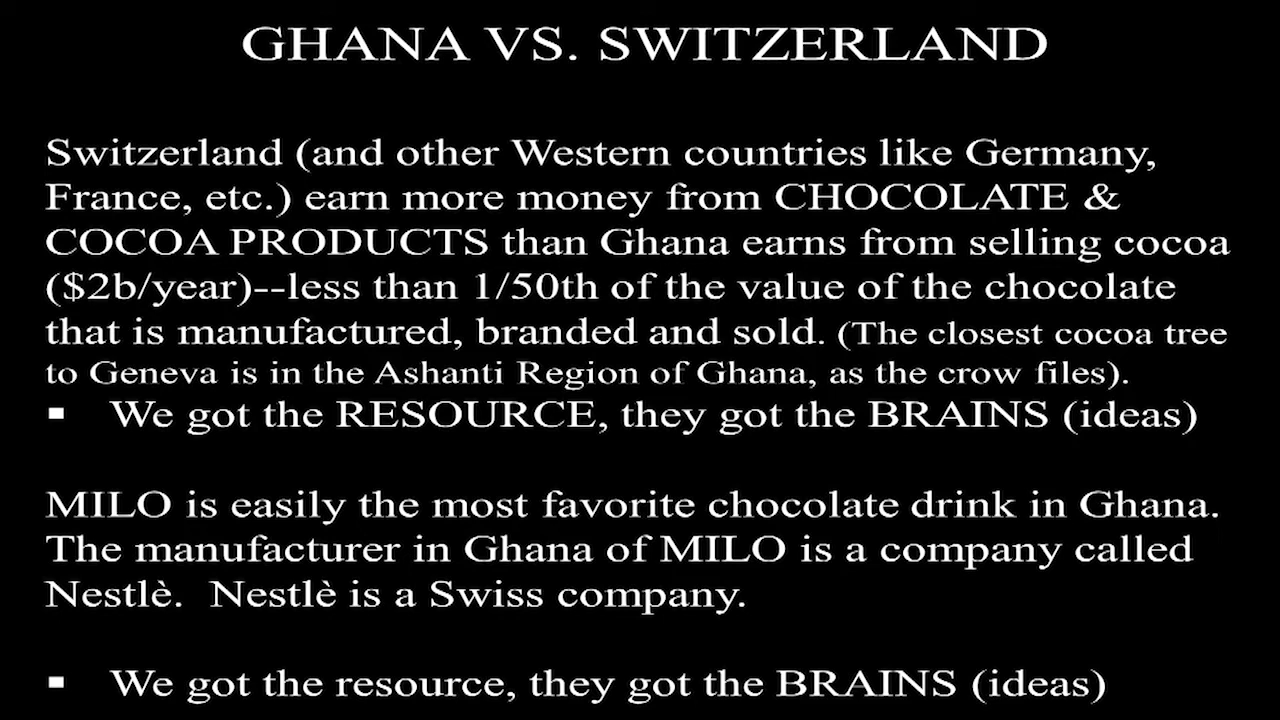 GHANA VS. SWITZERLAND
Switzerland (and other Western countries like Germany,
France, etc.) earn more money from CHOCOLATE &
COCOA PRODUCTS than Ghana earns from selling cocoa
($2b/year)--less than 1/50th of the value of the chocolate
that is manufactured, branded and sold. (The closest cocoa tree
to Geneva is in the Ashanti Region of Ghana, as the crow files).
▪ We got the RESOURCE, they got the BRAINS (ideas)
MILO is easily the most favorite chocolate drink in Ghana.
The manufacturer in Ghana of MILO is a company called
Nestlè. Nestlè is a Swiss company.
▪ We got the resource, they got the BRAINS (ideas)